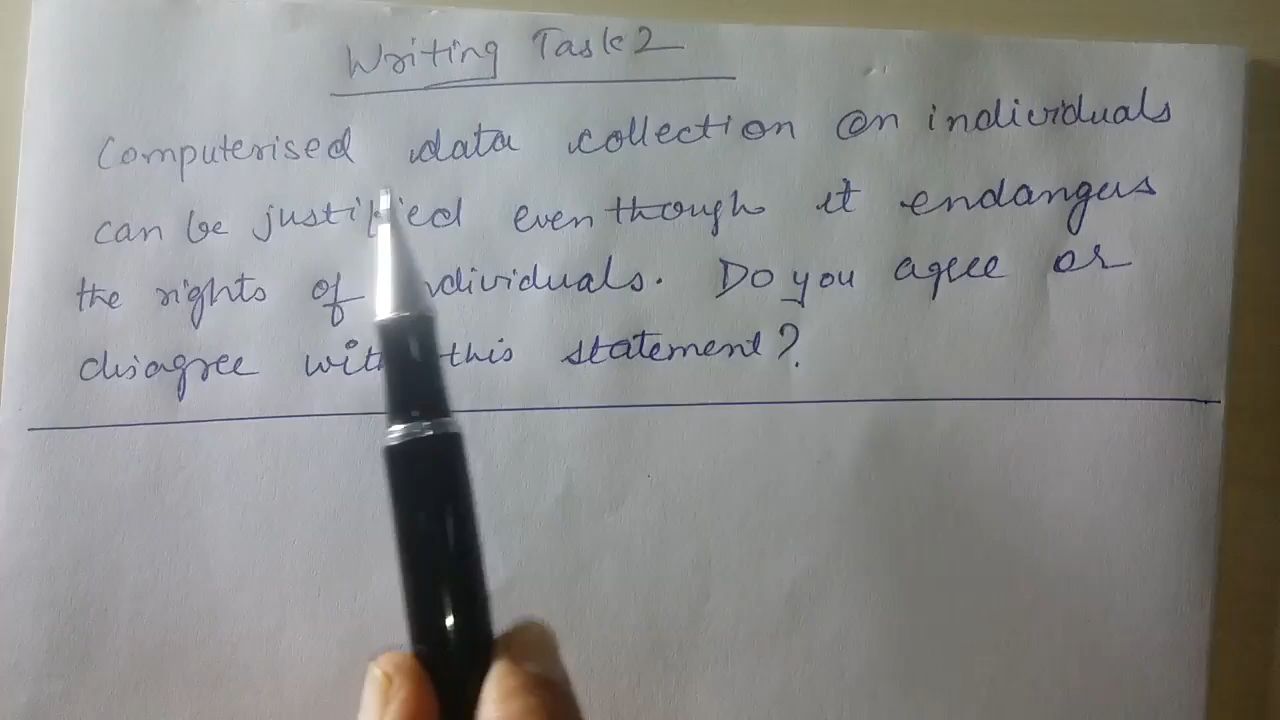 Writing Task 2
Computerised data collection on individuals
can be justified even though it endangers
the rights of individuals. Do you agree or
disagree with this statement?